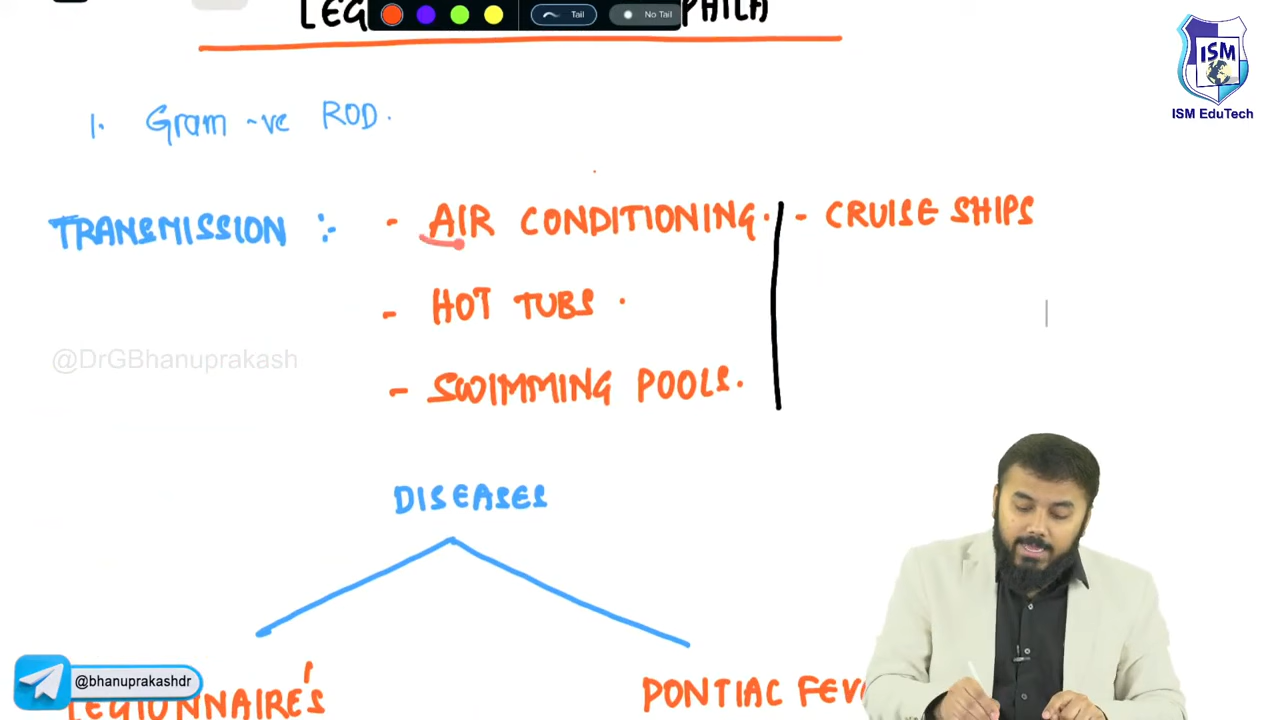 Tail
No Tail
ISM
ISM EduTech
1. Gram -ve ROD.
TRANSMISSION :- - AIR CONDITIONING. - CRUISE SHIPS
- HOT TUBS.
@DrGBhanuprakash
- SWIMMING POOLS.
DISEASES
@bhanuprakashdr
LEGIONNAIRE'S
PONTIAC